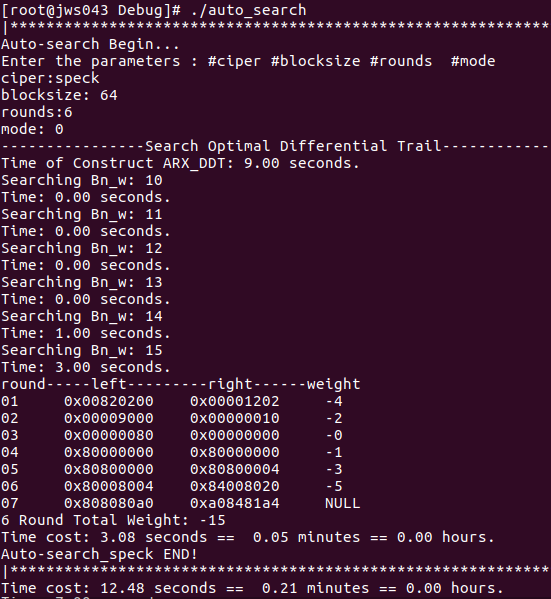 [root@jws043 Debug]# ./auto_search
|************************************************************
Auto-search Begin...
Enter the parameters : #ciper #blocksize #rounds  #mode
ciper:speck
blocksize: 64
rounds:6
mode: 0
----------------Search Optimal Differential Trail------------
Time of Construct ARX_DDT: 9.00 seconds.
Searching Bn_w: 10
Time: 0.00 seconds.
Searching Bn_w: 11
Time: 0.00 seconds.
Searching Bn_w: 12
Time: 0.00 seconds.
Searching Bn_w: 13
Time: 0.00 seconds.
Searching Bn_w: 14
Time: 1.00 seconds.
Searching Bn_w: 15
Time: 3.00 seconds.
round-----left---------right------weight
01     0x00820200    0x00001202     -4
02     0x00009000    0x00000010     -2
03     0x00000080    0x00000000     -0
04     0x80000000    0x80000000     -1
05     0x80800000    0x80800004     -3
06     0x80008004    0x84008020     -5
07     0x808080a0    0xa08481a4     NULL
6 Round Total Weight: -15
Time cost: 3.08 seconds ==  0.05 minutes == 0.00 hours.
Auto-search_speck END!
|************************************************************
Time cost: 12.48 seconds ==  0.21 minutes == 0.00 hours.